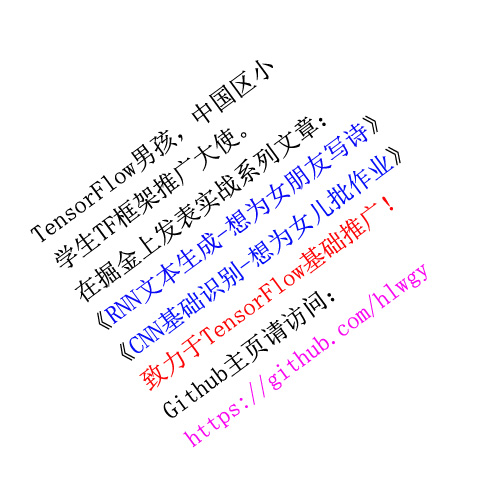 TensorFlow男孩，中国区小
学生TF框架推广大使。
在掘金上发表实战系列文章：
《RNN文本生成-想为女朋友写诗》
《CNN基础识别-想为女儿批作业》
致力于TensorFlow基础推广！
Github主页请访问：
https://github.com/hlwgy